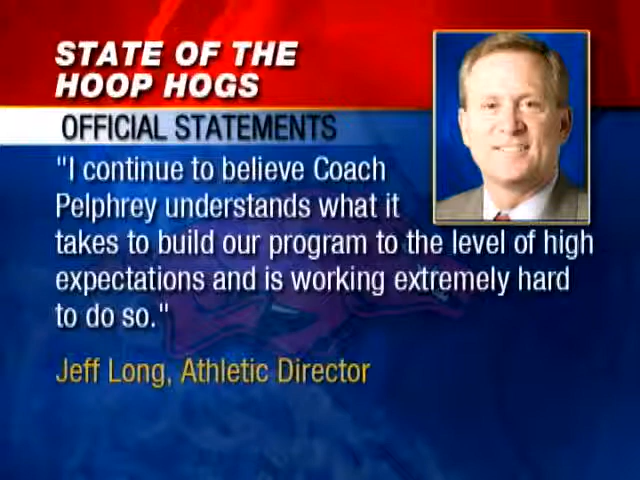 STATE OF THE
HOOP HOGS
OFFICIAL STATEMENTS
"I continue to believe Coach
Pelphrey understands what it
takes to build our program to the level of high
expectations and is working extremely hard
to do so."
Jeff Long, Athletic Director